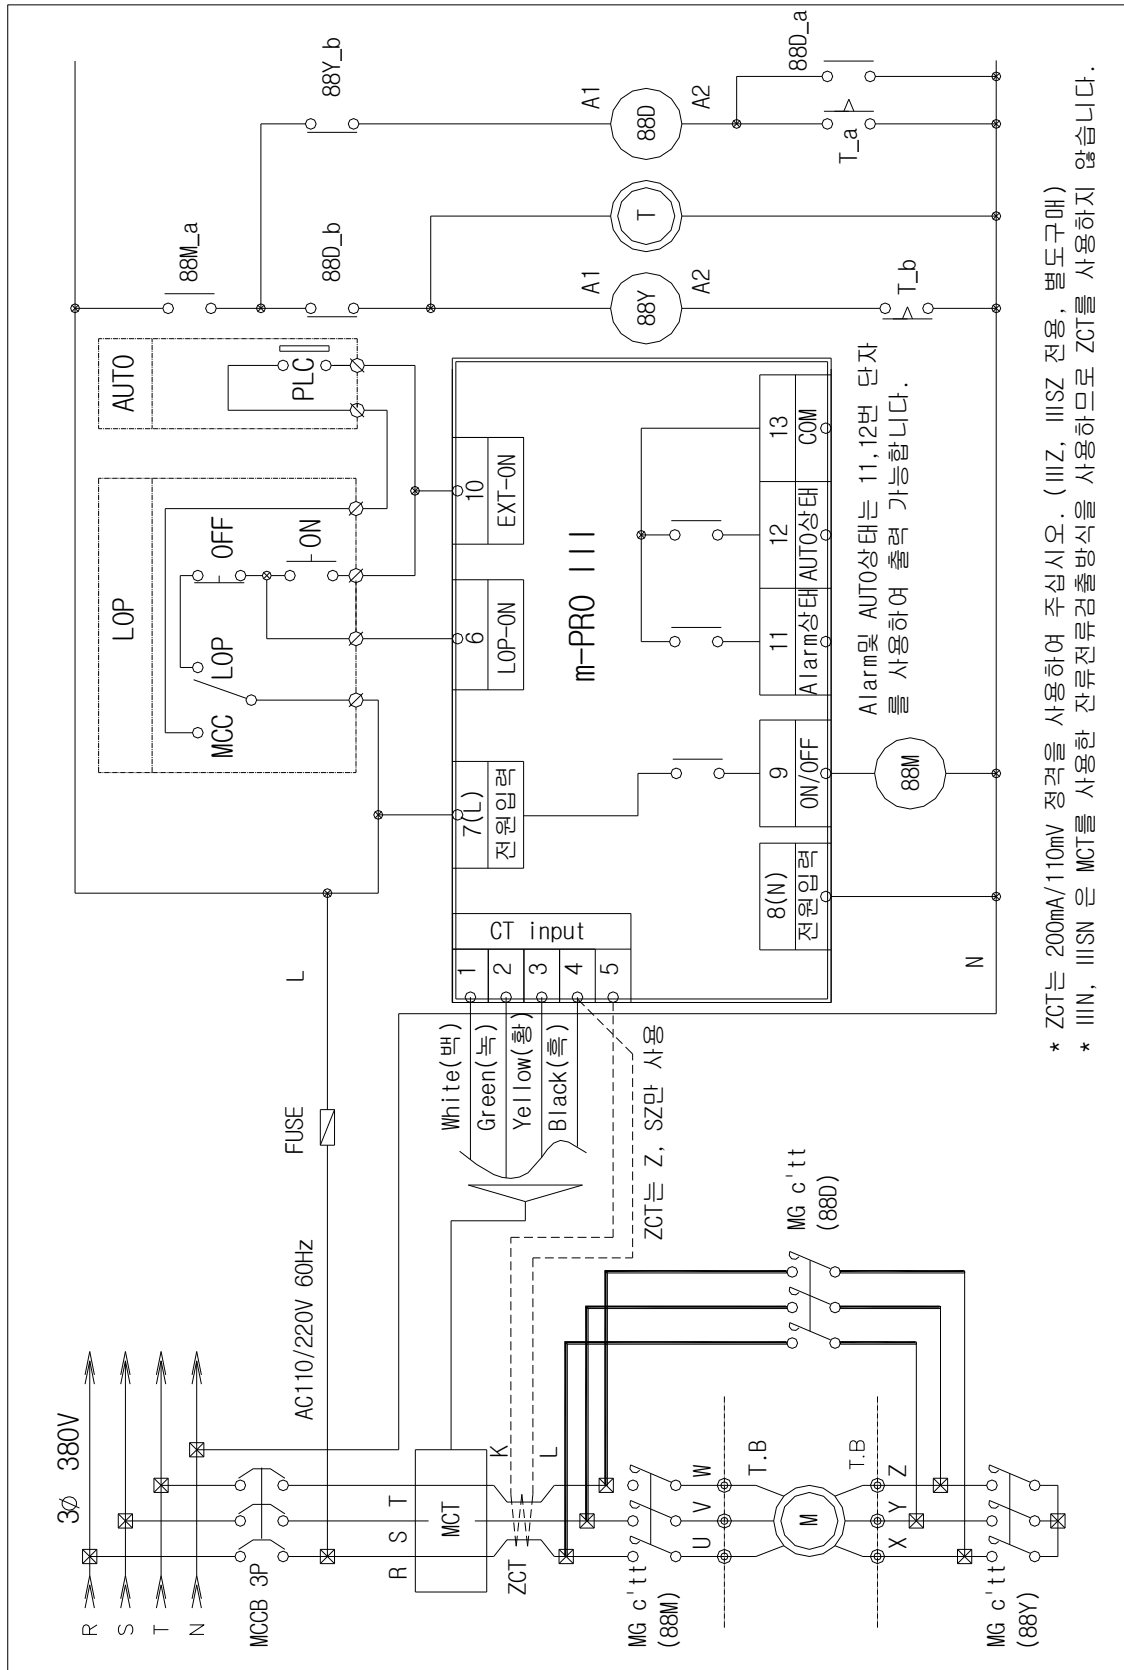 3∅ 380V
R
S
T
N
MCCB 3P
AC110/220V 60Hz
FUSE
L
R S T
MCT
ZCT
K
L
MG c'tt
(88M)
U V W
T.B
M
T.B
X Y Z
MG c'tt
(88Y)
MG c'tt
(88D)
White(백)
Green(녹)
Yellow(황)
Black(흑)
ZCT는 Z, SZ만 사용
CT input
1
2
3
4
5
7(L)
전원입력
6
LOP-ON
10
EXT-ON
m-PRO III
8(N)
전원입력
9
ON/OFF
11
Alarm상태
12
AUTO상태
13
COM
88M
N
LOP
MCC
LOP
OFF
ON
AUTO
PLC
88M_a
88D_b
88Y_b
A1
88Y
A2
T_b
T
A1
88D
A2
T_a
88D_a
Alarm및 AUTO상태는 11,12번 단자
를 사용하여 출력 가능합니다.
* ZCT는 200mA/110mV 정격을 사용하여 주십시오. (IIIZ, IIISZ 전용, 별도구매)
* IIIN, IIISN 은 MCT를 사용한 잔류전류검출방식을 사용하므로 ZCT를 사용하지 않습니다.